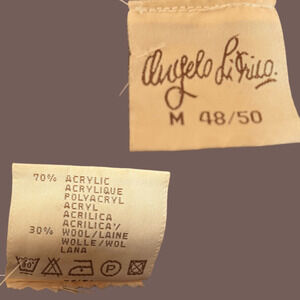 Angelo Litrico.
M 48/50
70% ACRYLIC
ACRYLIQUE
POLYACRYL
ACRYL
ACRILICA
ACRILICA'/
30% WOOL/LAINE
WOLLE/WOL
LANA